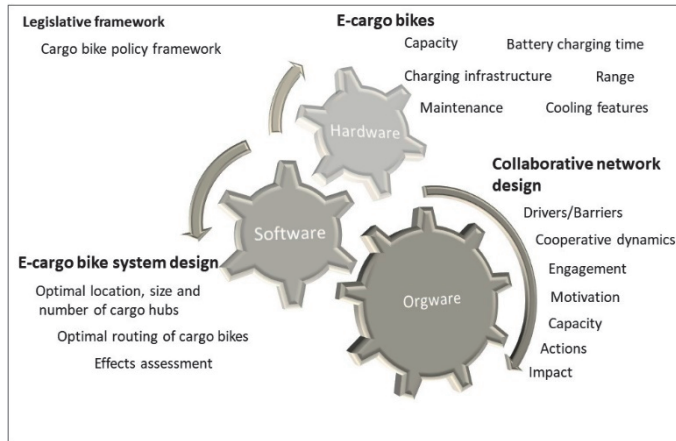 Legislative framework
Cargo bike policy framework
E-cargo bikes
Capacity Battery charging time
Charging infrastructure Range
Maintenance Cooling features
Hardware
Software
Orgware
E-cargo bike system design
Optimal location, size and
number of cargo hubs
Optimal routing of cargo bikes
Effects assessment
Collaborative network
design
Drivers/Barriers
Cooperative dynamics
Engagement
Motivation
Capacity
Actions
Impact